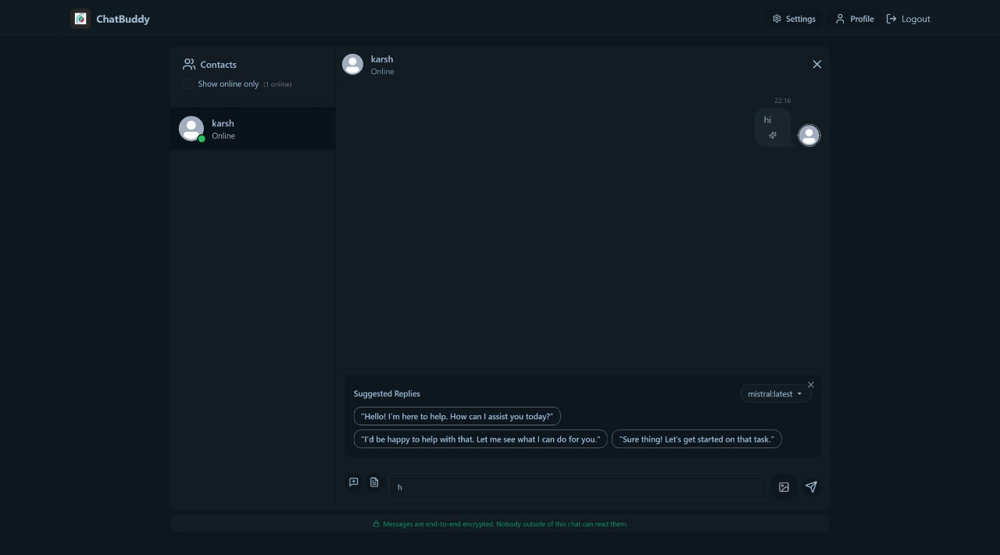 ChatBuddy
Settings
Profile
Logout
Contacts
Show online only (1 online)
karsh
Online
karsh
Online
22:16
hi
Suggested Replies
mistral:latest
"Hello! I'm here to help. How can I assist you today?"
"I'd be happy to help with that. Let me see what I can do for you."
"Sure thing! Let's get started on that task."
h
Messages are end-to-end encrypted. Nobody outside of this chat can read them.